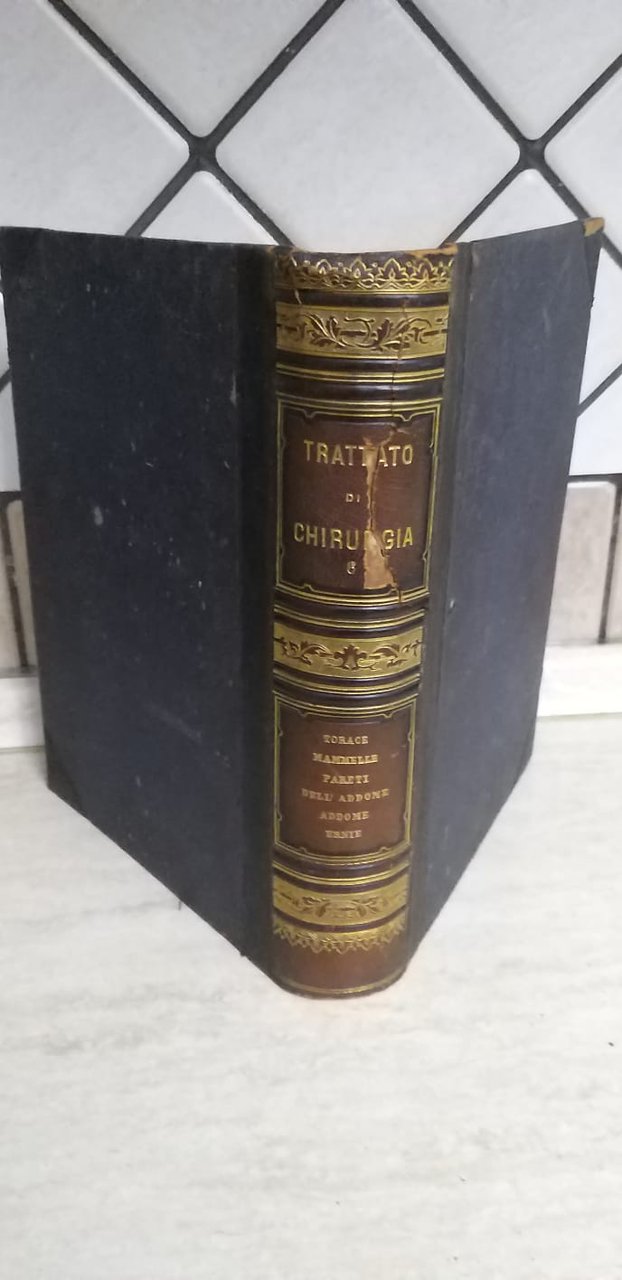 TRATTATO
DI
CHIRURGIA
6
TORACE
MAMMELLE
PARETI
DELL' ADDOME
ADDOME
ERNIE